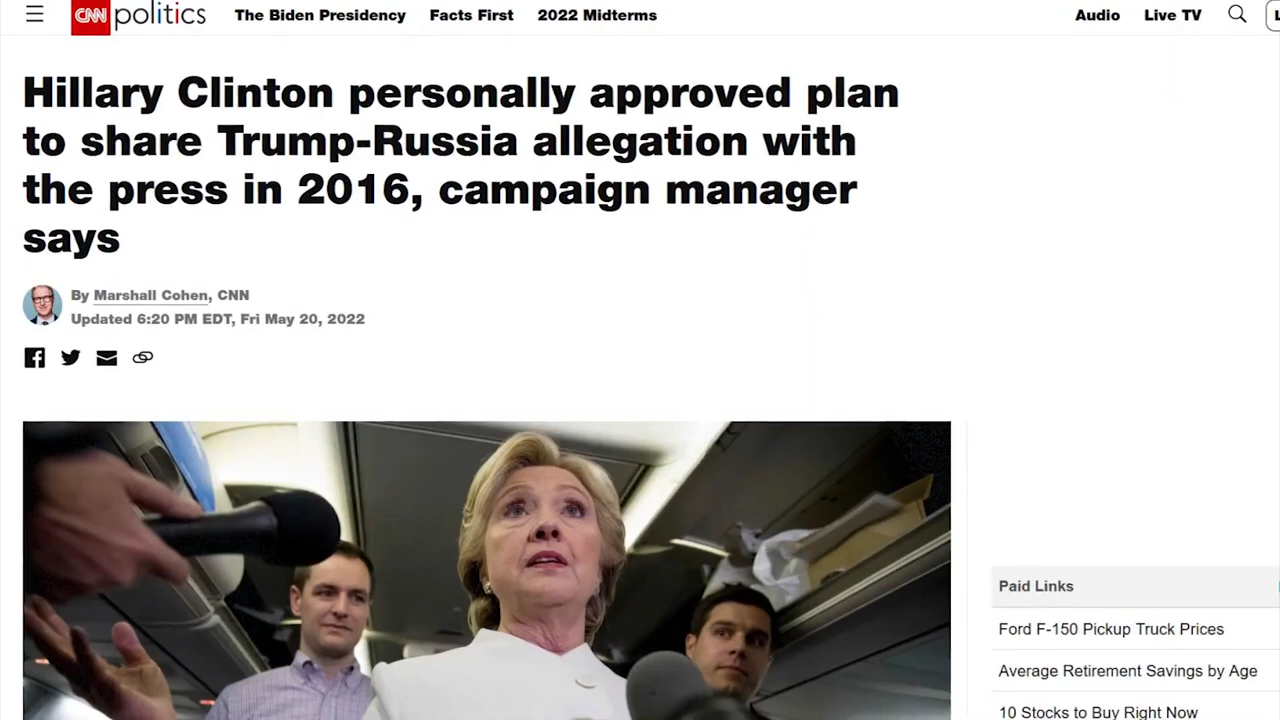 CNN politics The Biden Presidency Facts First 2022 Midterms Audio Live TV
Hillary Clinton personally approved plan
to share Trump-Russia allegation with
the press in 2016, campaign manager
says
By Marshall Cohen, CNN
Updated 6:20 PM EDT, Fri May 20, 2022
Paid Links
Ford F-150 Pickup Truck Prices
Average Retirement Savings by Age
10 Stocks to Buy Right Now